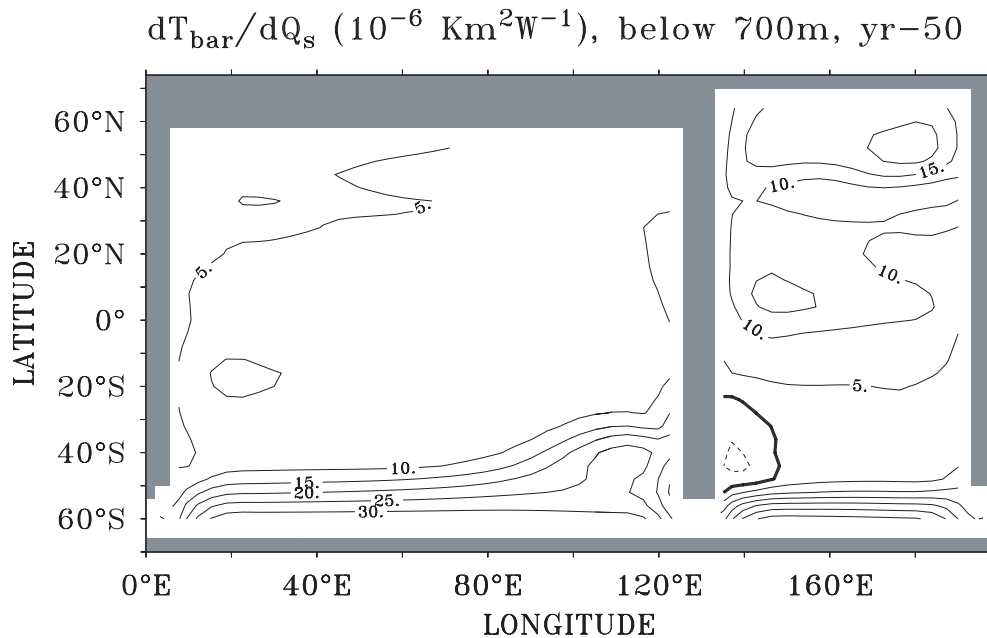 dT_bar/dQ_s (10^−6 Km^2W^−1), below 700m, yr−50
60°N
40°N
20°N
0°
20°S
40°S
60°S
LATITUDE
15.
10.
5.
5.
10.
10.
5.
10.
15.
20.
25.
30.
0°E 40°E 80°E 120°E 160°E
LONGITUDE